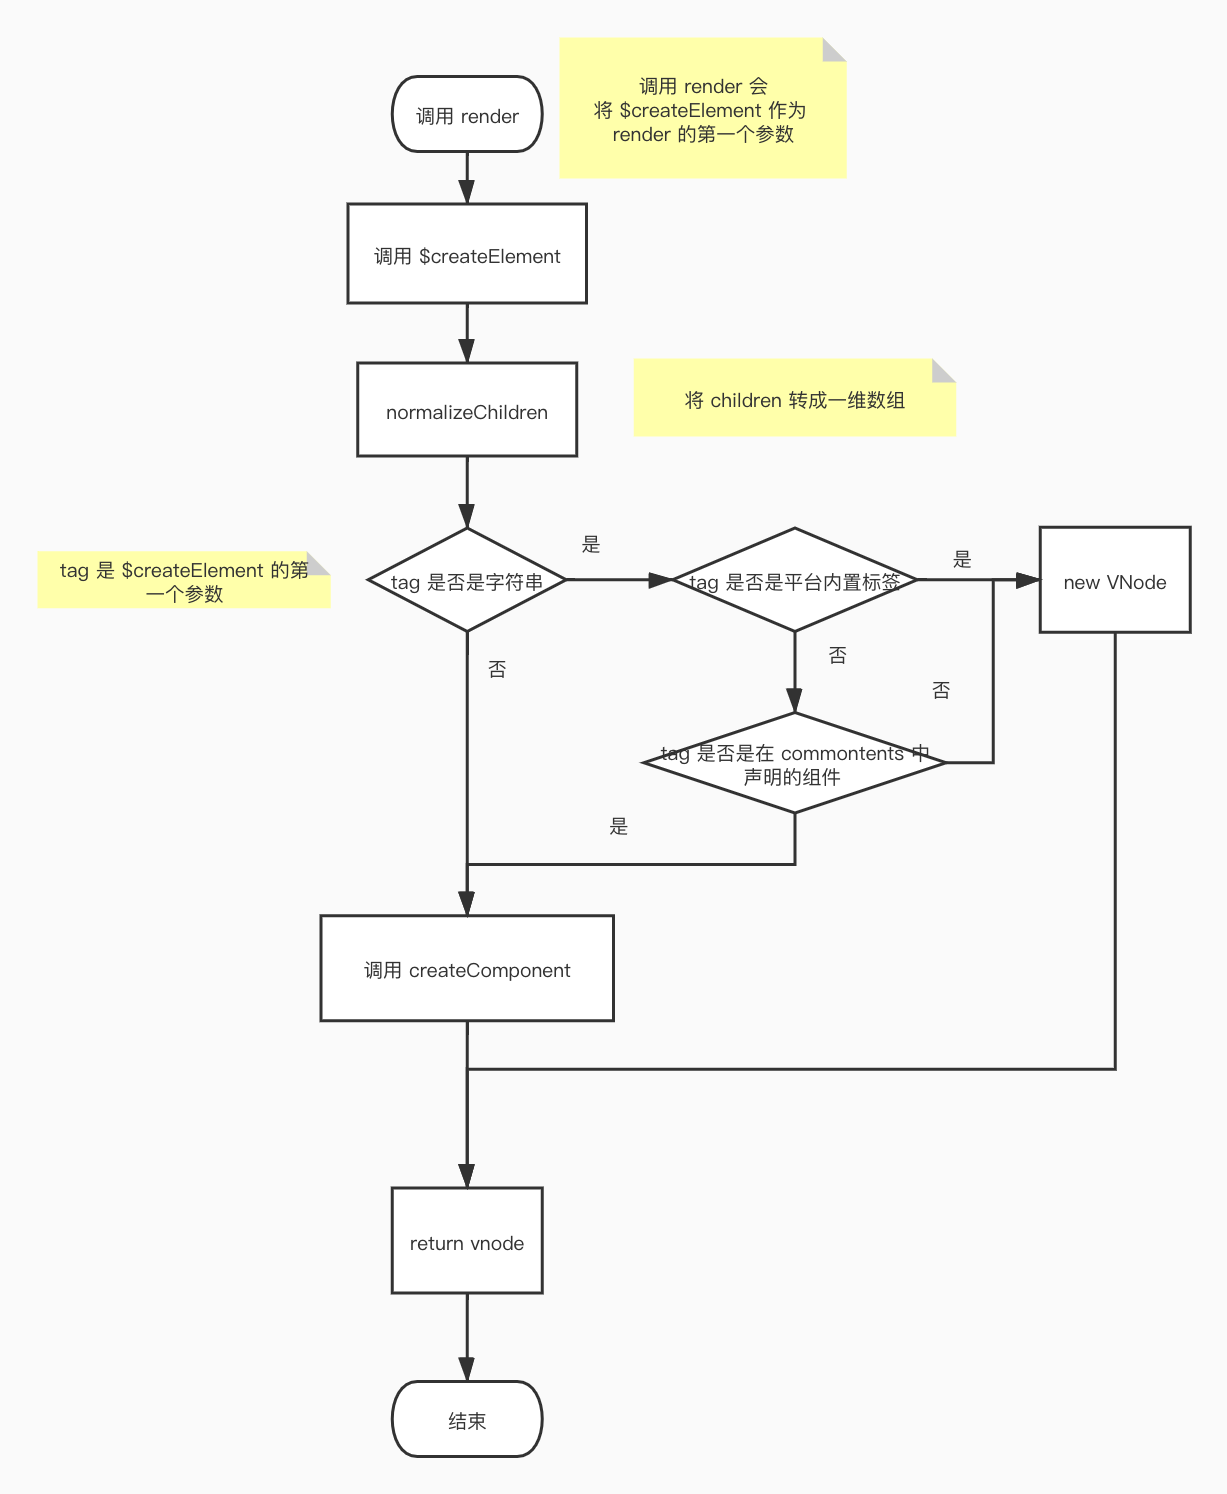 调用 render
调用 render 会
将 $createElement 作为
render 的第一个参数
调用 $createElement
normalizeChildren
将 children 转成一维数组
tag 是 $createElement 的第
一个参数
tag 是否是字符串
是
tag 是否是平台内置标签
是
new VNode
否
否
否
tag 是否是在 commontents 中
声明的组件
是
调用 createComponent
return vnode
结束